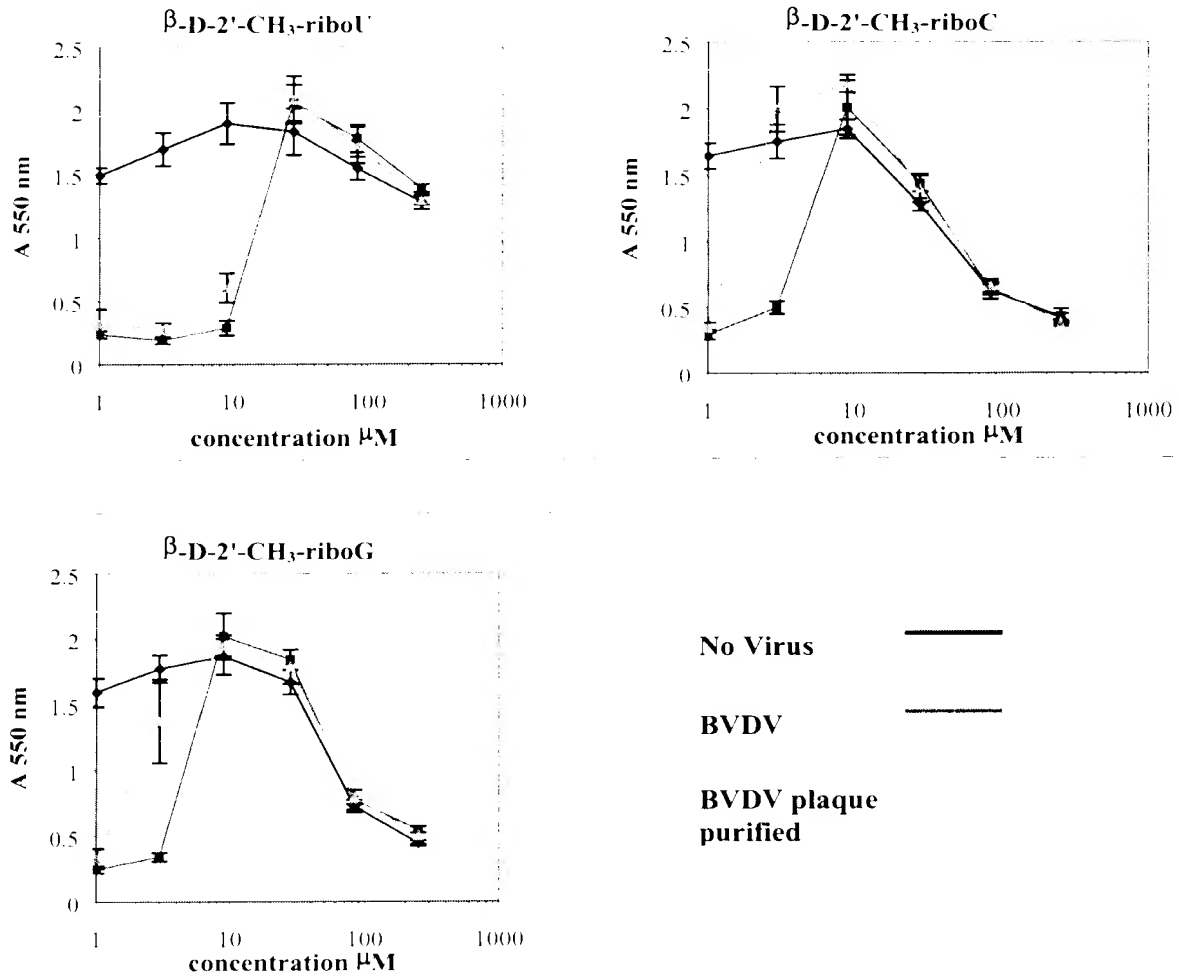 β-D-2'-CH₃-riboU
2.5
2
1.5
1
0.5
0
A 550 nm
1 10 100 1000
concentration µM
β-D-2'-CH₃-riboC
2.5
2
1.5
1
0.5
0
A 550 nm
1 10 100 1000
concentration µM
β-D-2'-CH₃-riboG
2.5
2
1.5
1
0.5
0
A 550 nm
1 10 100 1000
concentration µM
No Virus
BVDV
BVDV plaque
purified